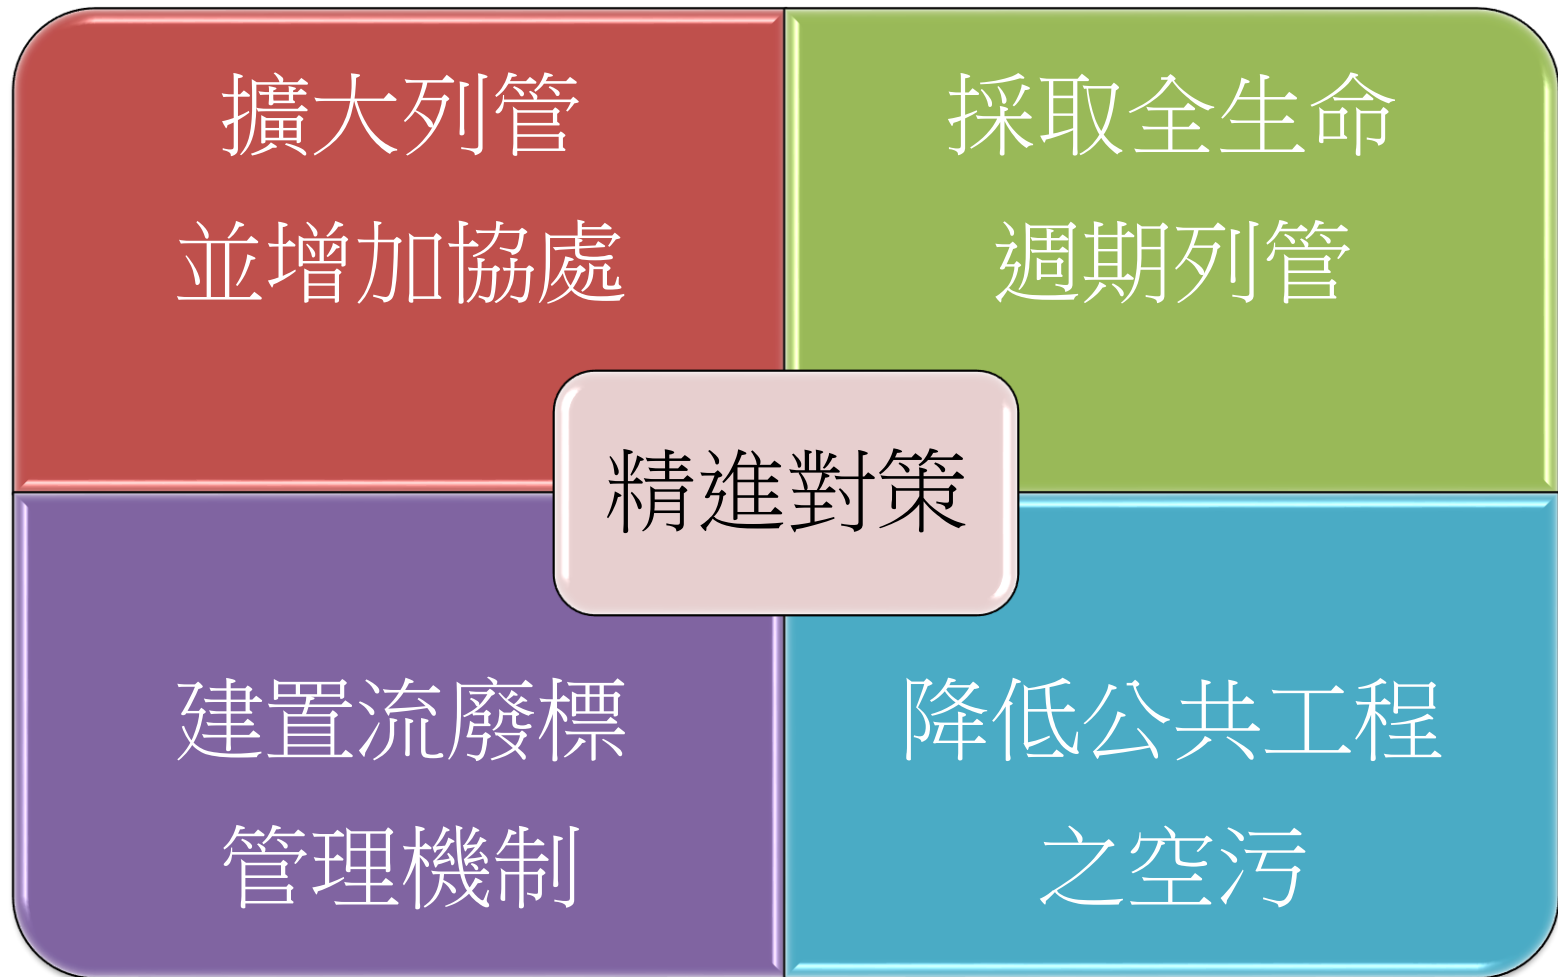 擴大列管
並增加協處
採取全生命
週期列管
精進對策
建置流廢標
管理機制
降低公共工程
之空污